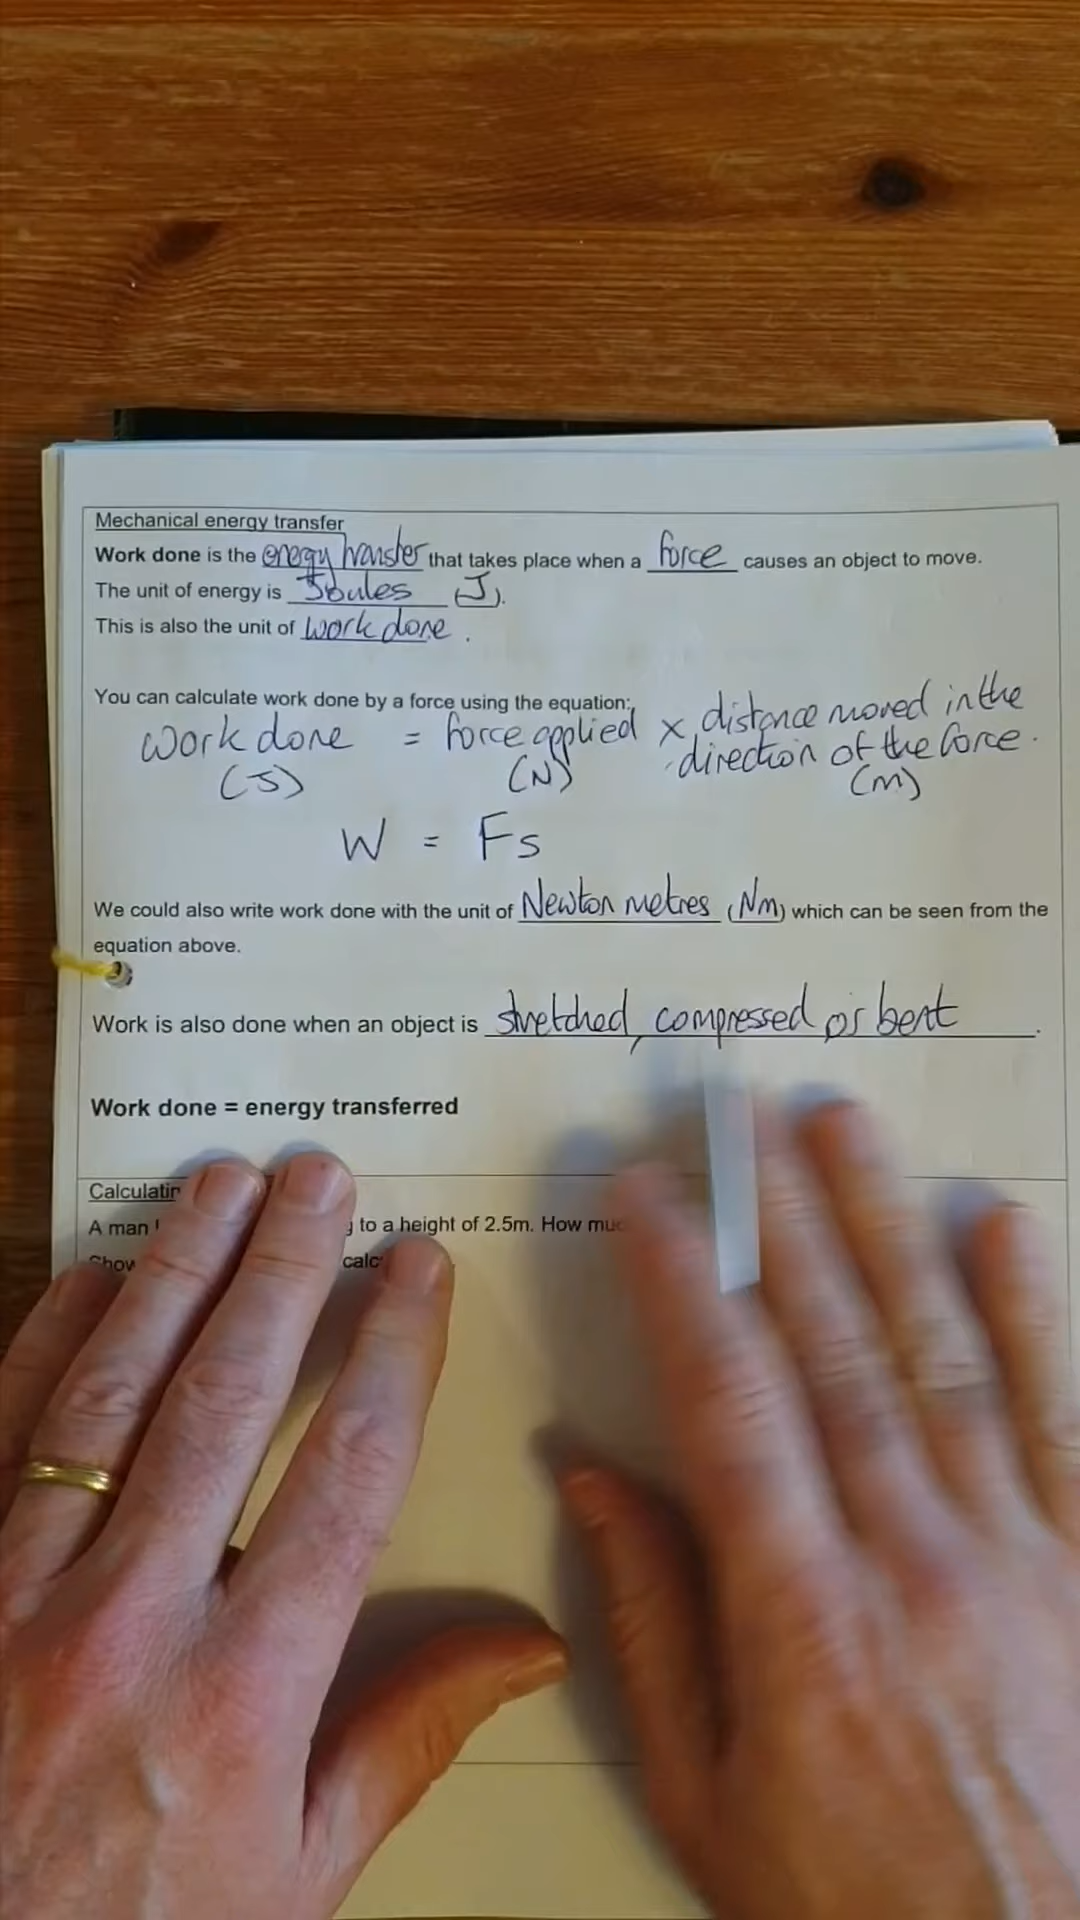 Mechanical energy transfer
Work done is the energy transfer that takes place when a force causes an object to move.
The unit of energy is Joules (J).
This is also the unit of work done.
You can calculate work done by a force using the equation:
work done = force applied x distance moved in the
direction of the force.
(J) (N) (m)
W = Fs
We could also write work done with the unit of Newton metres (Nm) which can be seen from the
equation above.
Work is also done when an object is stretched, compressed or bent.
Work done = energy transferred
A man to a height of 2.5m. How